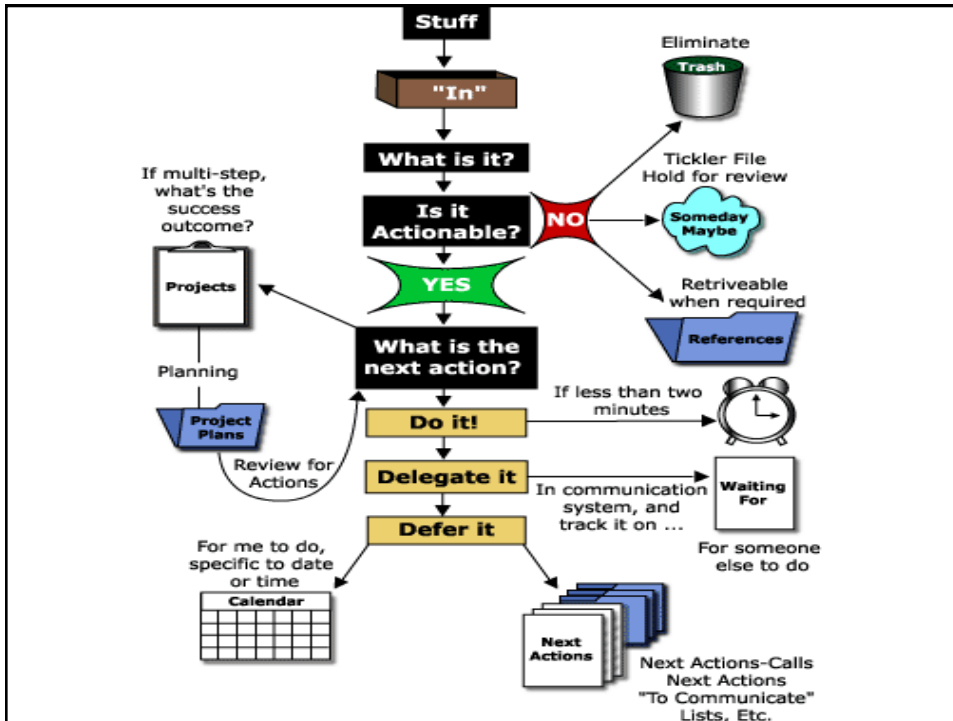 Stuff
"In"
What is it?
Is it
Actionable?
NO
Eliminate
Trash
Tickler File
Hold for review
Someday
Maybe
Retriveable
when required
References
YES
What is the
next action?
If multi-step,
what's the
success
outcome?
Projects
Planning
Project
Plans
Review for
Actions
Do it!
If less than two
minutes
Delegate it
In communication
system, and
track it on ...
Waiting
For
For someone
else to do
Defer it
For me to do,
specific to date
or time
Calendar
Next
Actions
Next Actions-Calls
Next Actions
"To Communicate"
Lists, Etc.